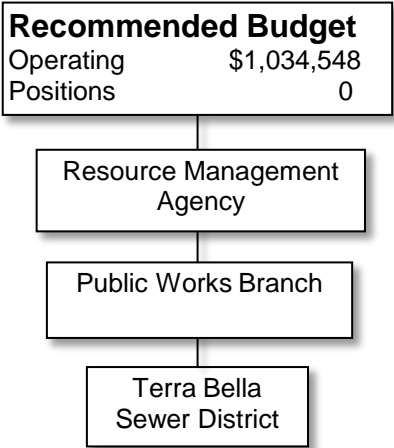 Recommended Budget
Operating $1,034,548
Positions 0
Resource Management
Agency
Public Works Branch
Terra Bella
Sewer District